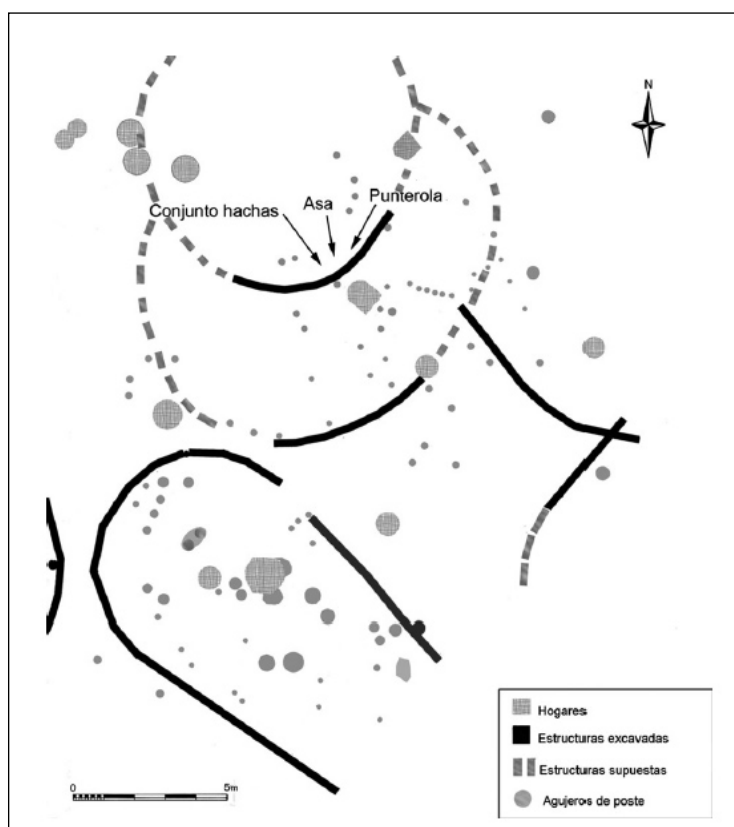 N
Punterola
Asa
Conjunto hachas
Hogares
Estructuras excavadas
Estructuras supuestas
Agujeros de poste
0 5m